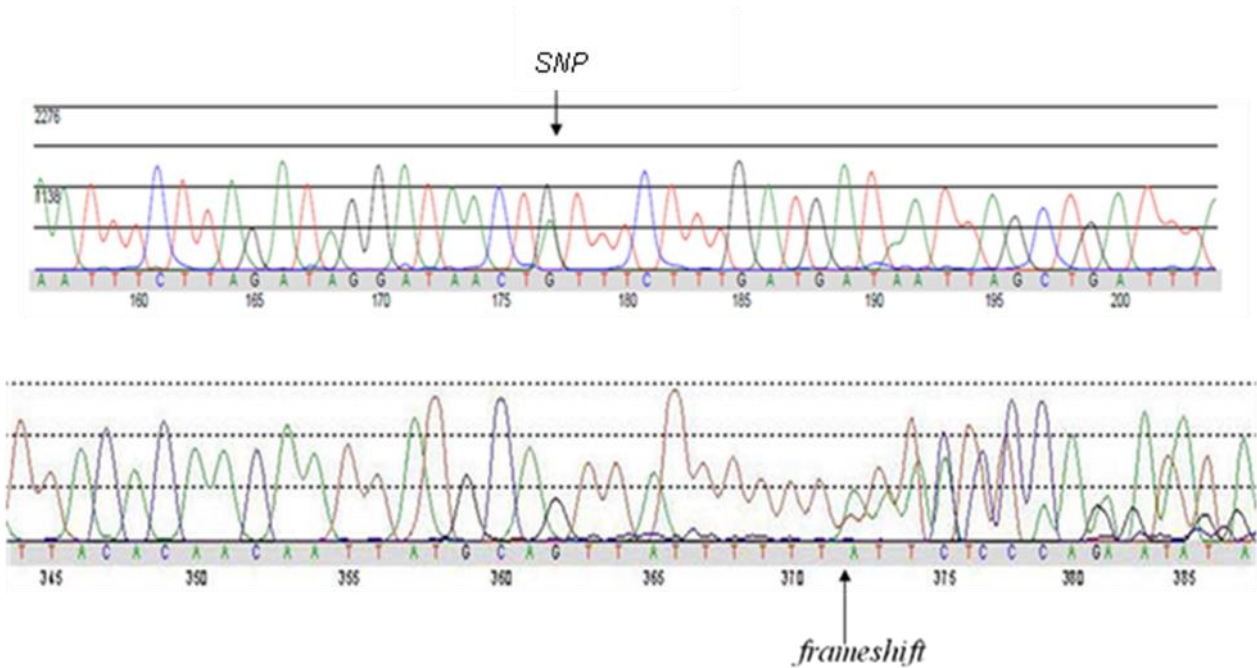 SNP
2276
1138
A A T T T C T T A G A T A G G A T A A C T G T T T C T T T G A T G A T A A T T A G C T G A T T T
160 165 170 175 180 185 190 195 200
T T A C A C A A C A A T T A T G C A G T T A T T T T T T A T T C T C C C A G A A T A T A
345 350 355 360 365 370 375 380 385
frameshift